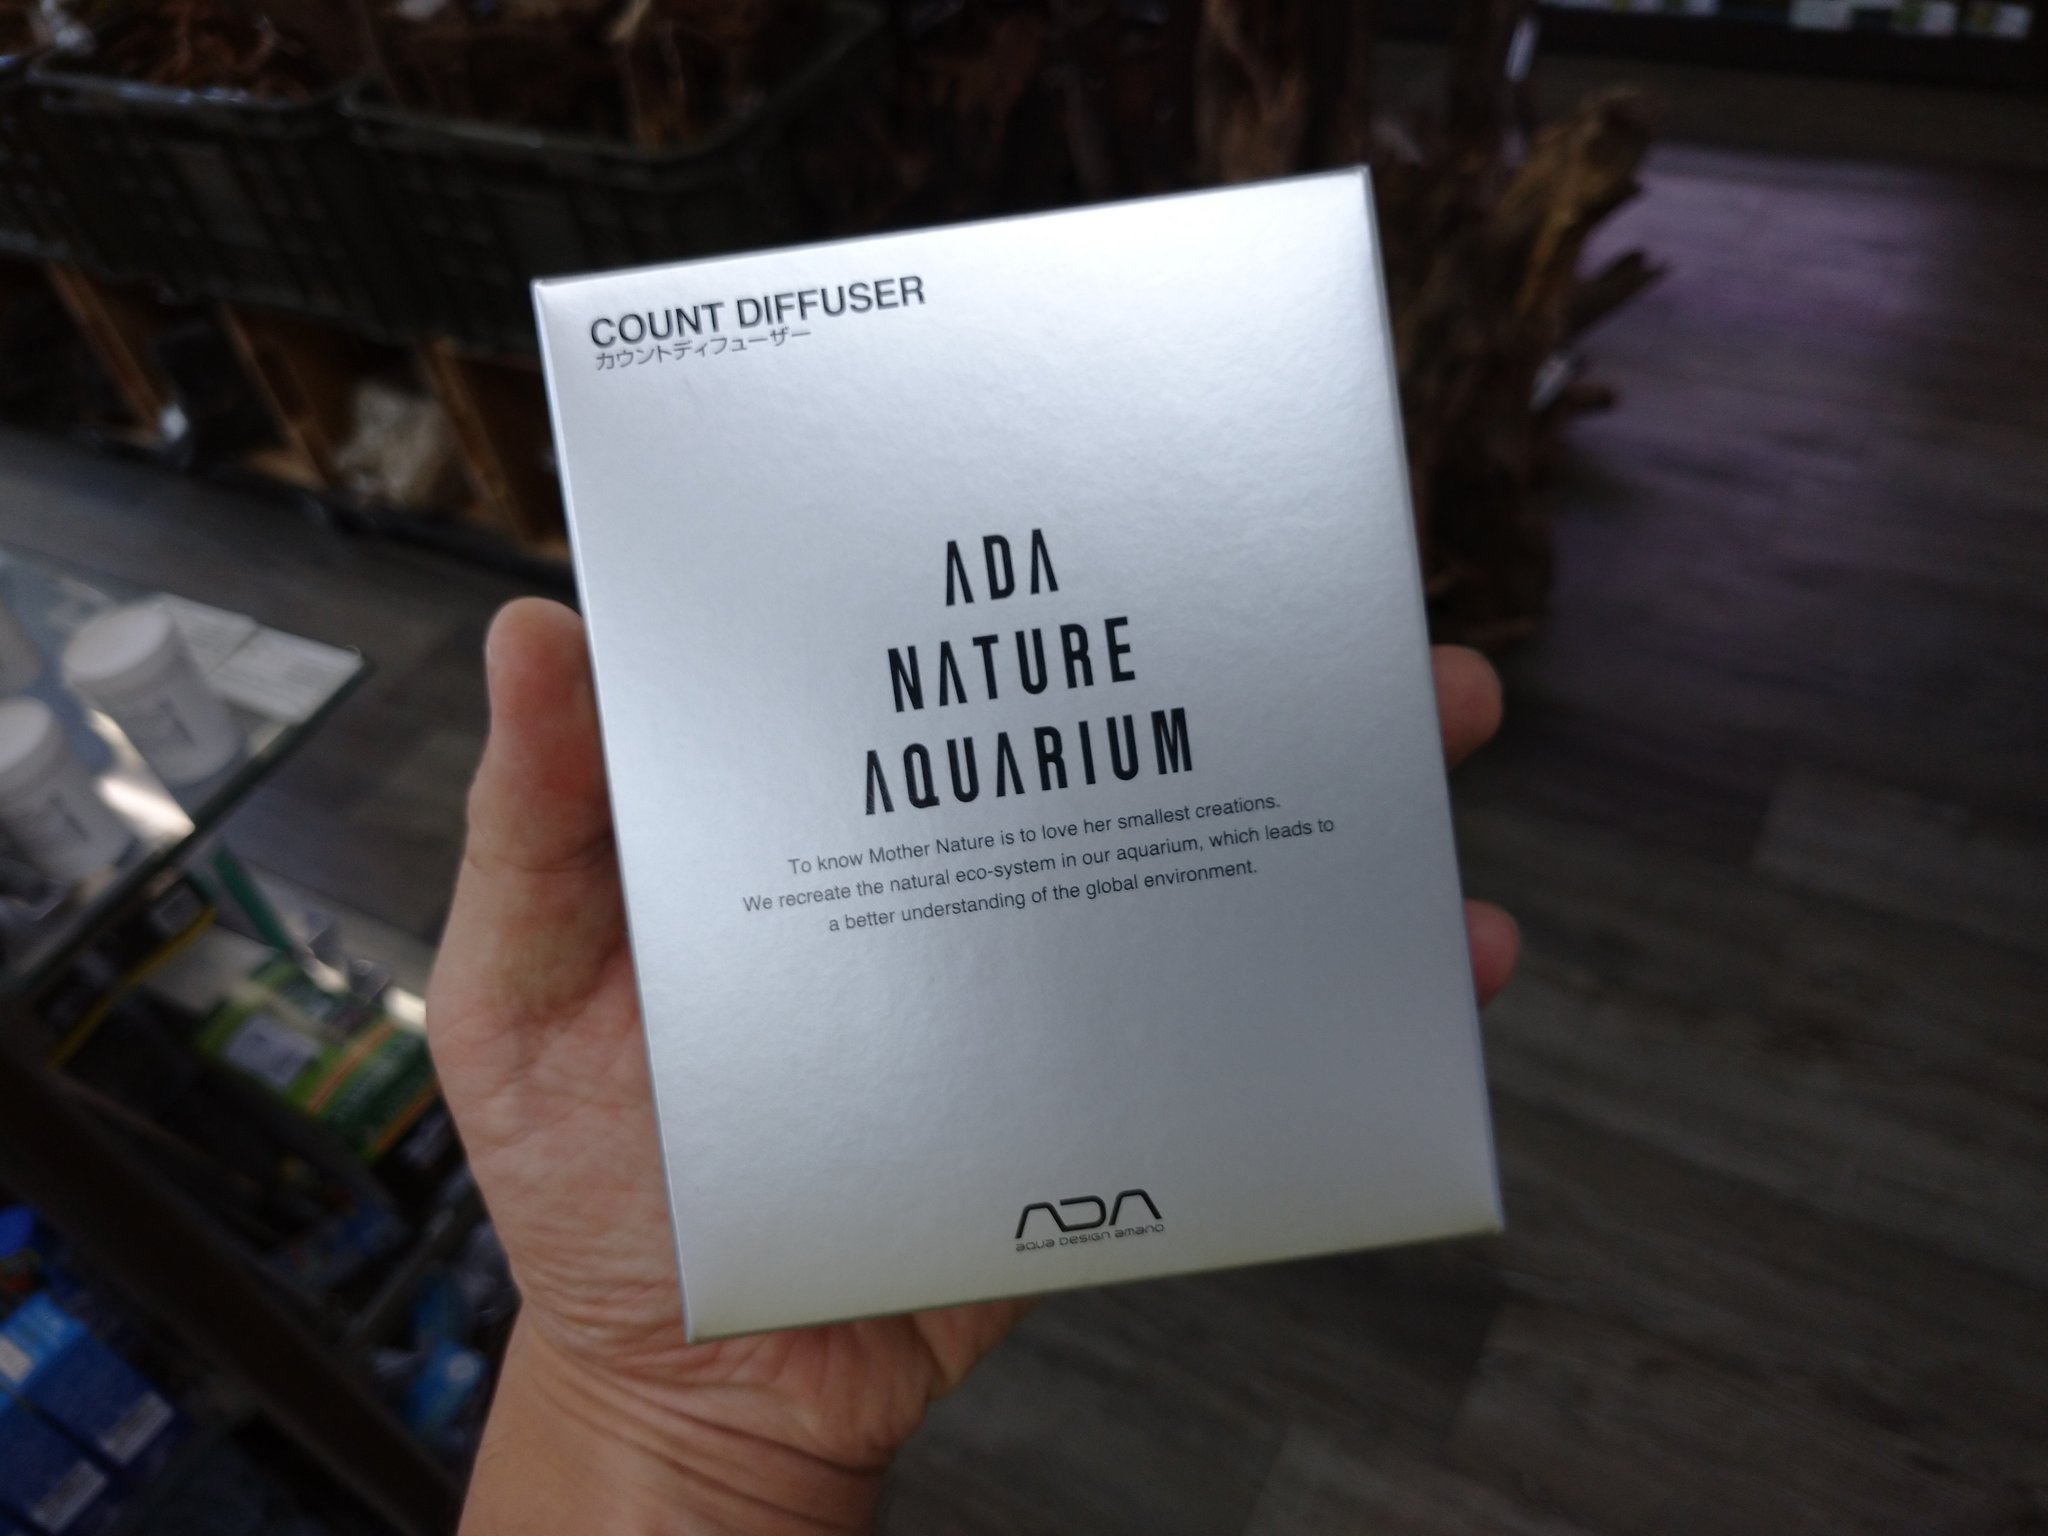 COUNT DIFFUSER
カウントディフューザー
ADA
NATURE
AQUARIUM
To know Mother Nature is to love her smallest creations.
We recreate the natural eco-system in our aquarium, which leads to
a better understanding of the global environment.
ADA
aqua DESIGN amano